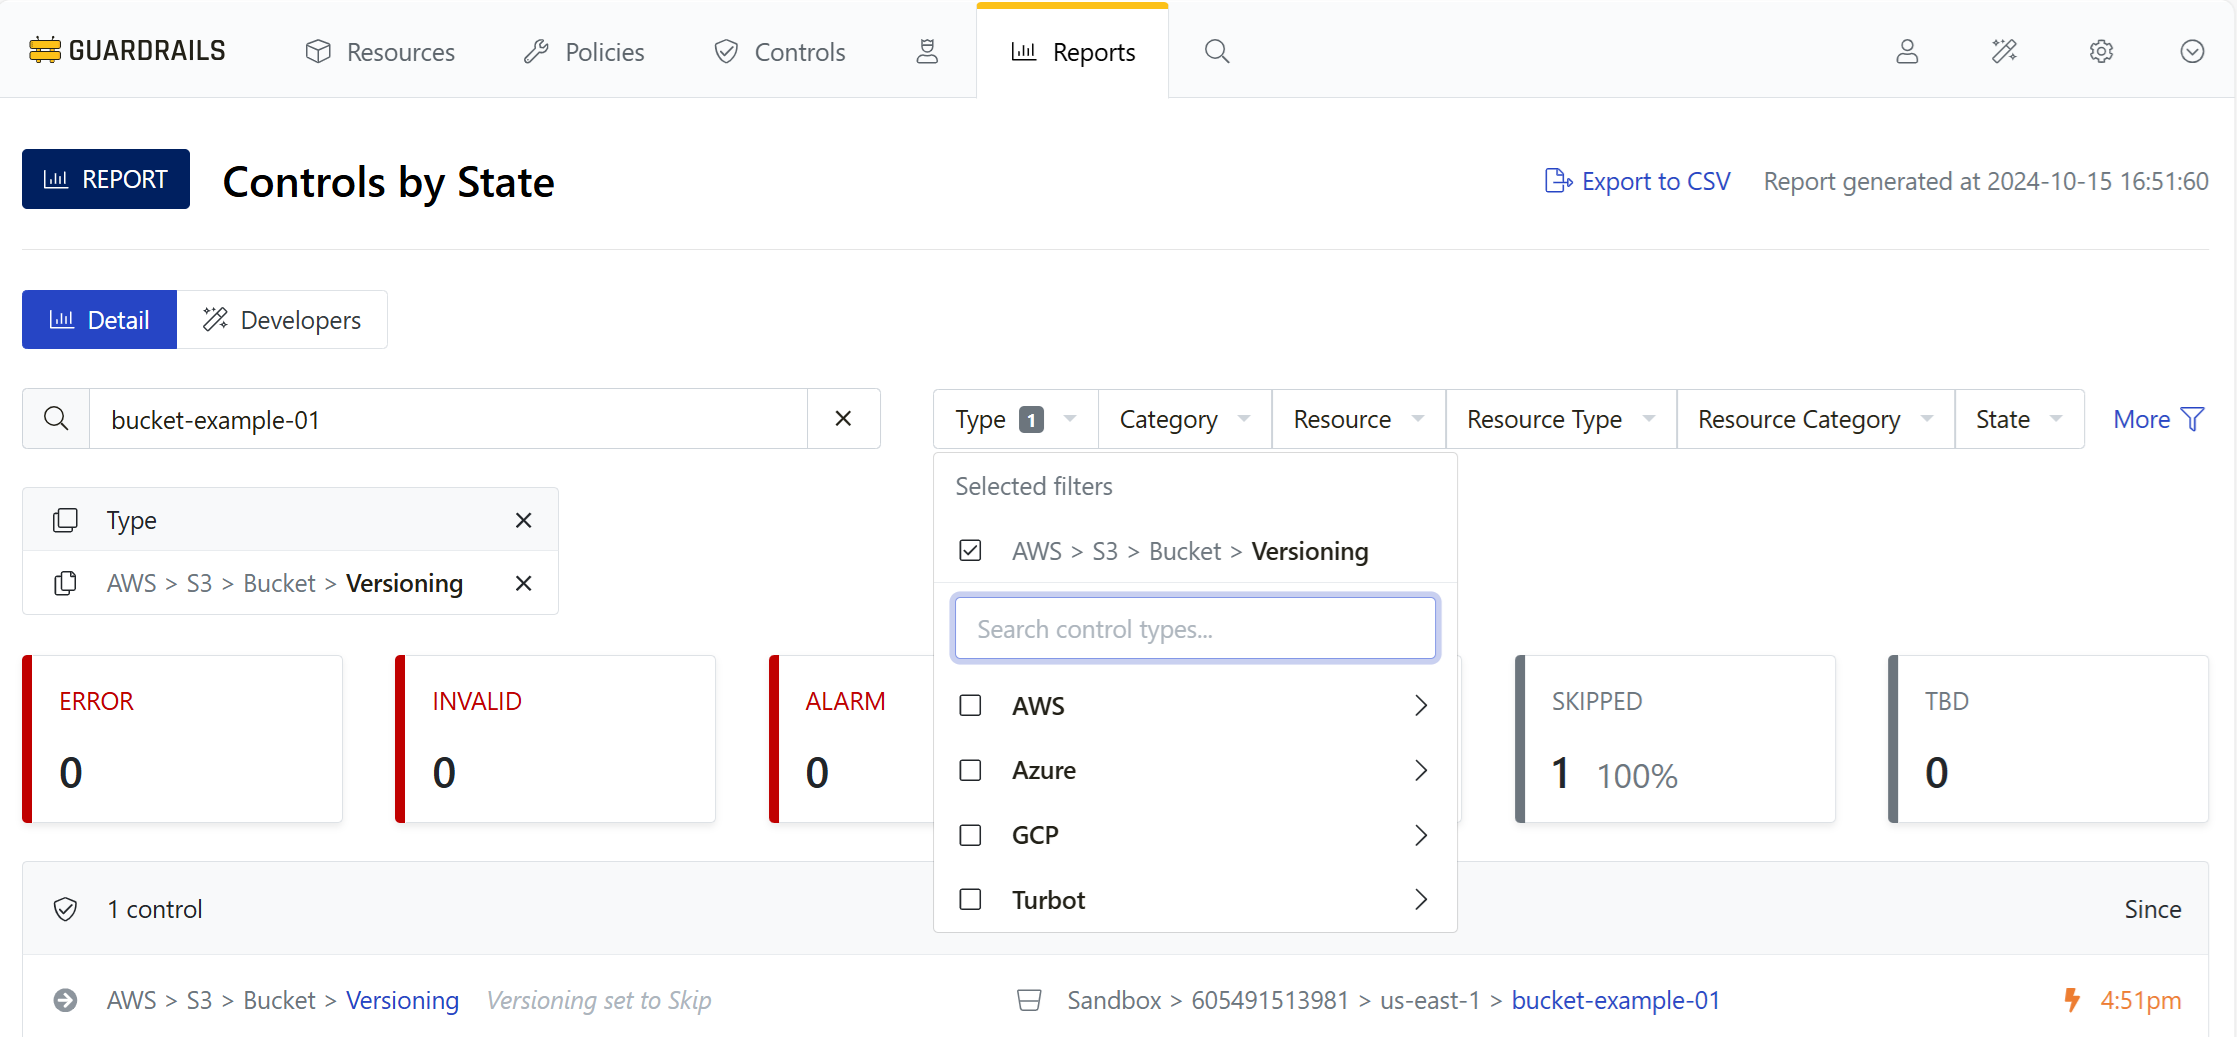 GUARDRAILS Resources Policies Controls Reports
REPORT Controls by State Export to CSV Report generated at 2024-10-15 16:51:60
Detail Developers
bucket-example-01 Type 1 Category Resource Resource Type Resource Category State More
Selected filters
AWS > S3 > Bucket > Versioning
Search control types...
AWS
Azure
GCP
Turbot
Type
AWS > S3 > Bucket > Versioning
ERROR INVALID ALARM SKIPPED TBD
0 0 0 1 100% 0
1 control Since
AWS > S3 > Bucket > Versioning Versioning set to Skip Sandbox > 605491513981 > us-east-1 > bucket-example-01 4:51pm